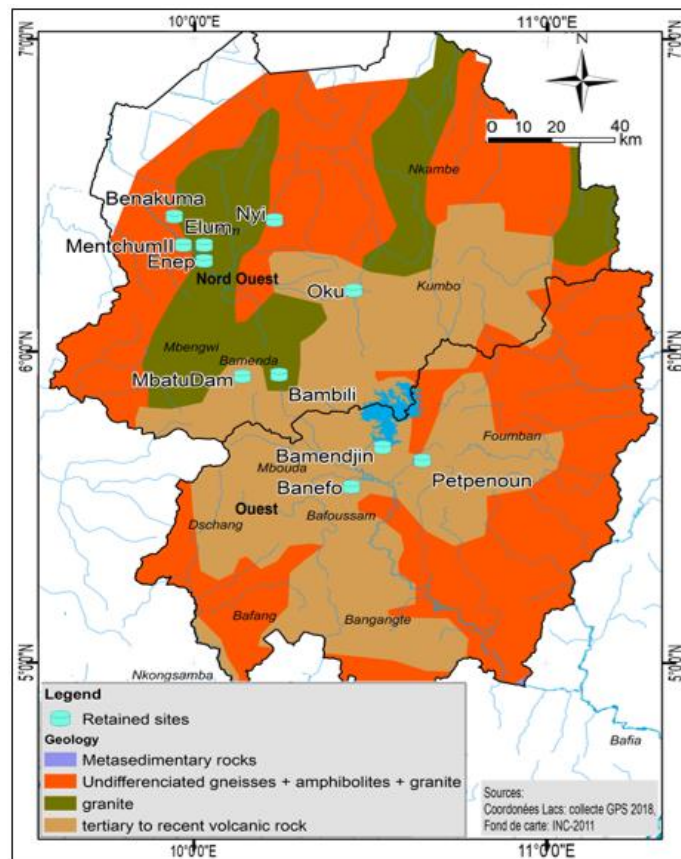 10°0'0"E 11°0'0"E
7°0'0"N 7°0'0"N
N
0 10 20 40
km
Nkambe
Benakuma
Nyi
Elum
MentchumII
Enep
Nord Ouest
Oku
Kumbo
6°0'0"N 6°0'0"N
Mbengwi
Bamenda
MbatuDam
Bambili
Foumban
Bamendjin
Mbouda
Petpenoun
Banefo
Ouest
Bafoussam
Dschang
Bafang
Bangangte
5°0'0"N 5°0'0"N
Nkongsamba
Legend
Retained sites
Bafia
Geology
Metasedimentary rocks
Undifferenciated gneisses + amphibolites + granite
granite
tertiary to recent volcanic rock
Sources:
Coordonées Lacs: collecte GPS 2018,
Fond de carte: INC-2011
10°0'0"E 11°0'0"E